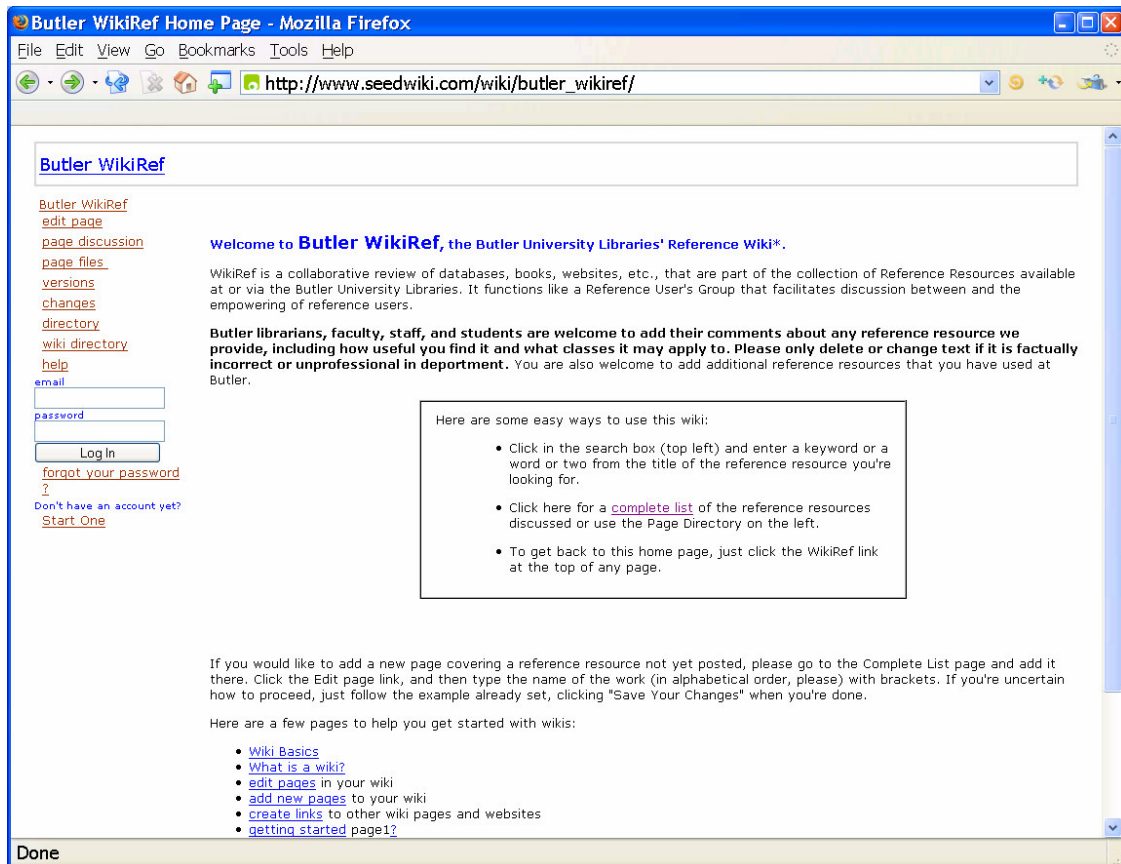 Butler WikiRef Home Page - Mozilla Firefox
File Edit View Go Bookmarks Tools Help
http://www.seedwiki.com/wiki/butler_wikiref/
Butler WikiRef
Butler WikiRef
edit page
page discussion
page files
versions
changes
directory
wiki directory
help
email
password
Log In
forgot your password
?
Don't have an account yet?
Start One
Welcome to Butler WikiRef, the Butler University Libraries' Reference Wiki*.
WikiRef is a collaborative review of databases, books, websites, etc., that are part of the collection of Reference Resources available
at or via the Butler University Libraries. It functions like a Reference User's Group that facilitates discussion between and the
empowering of reference users.
Butler librarians, faculty, staff, and students are welcome to add their comments about any reference resource we
provide, including how useful you find it and what classes it may apply to. Please only delete or change text if it is factually
incorrect or unprofessional in deportment. You are also welcome to add additional reference resources that you have used at
Butler.
Here are some easy ways to use this wiki:
• Click in the search box (top left) and enter a keyword or a
word or two from the title of the reference resource you're
looking for.
• Click here for a complete list of the reference resources
discussed or use the Page Directory on the left.
• To get back to this home page, just click the WikiRef link
at the top of any page.
If you would like to add a new page covering a reference resource not yet posted, please go to the Complete List page and add it
there. Click the Edit page link, and then type the name of the work (in alphabetical order, please) with brackets. If you're uncertain
how to proceed, just follow the example already set, clicking "Save Your Changes" when you're done.
Here are a few pages to help you get started with wikis:
• Wiki Basics
• What is a wiki?
• edit pages in your wiki
• add new pages to your wiki
• create links to other wiki pages and websites
• getting started page1?
Done